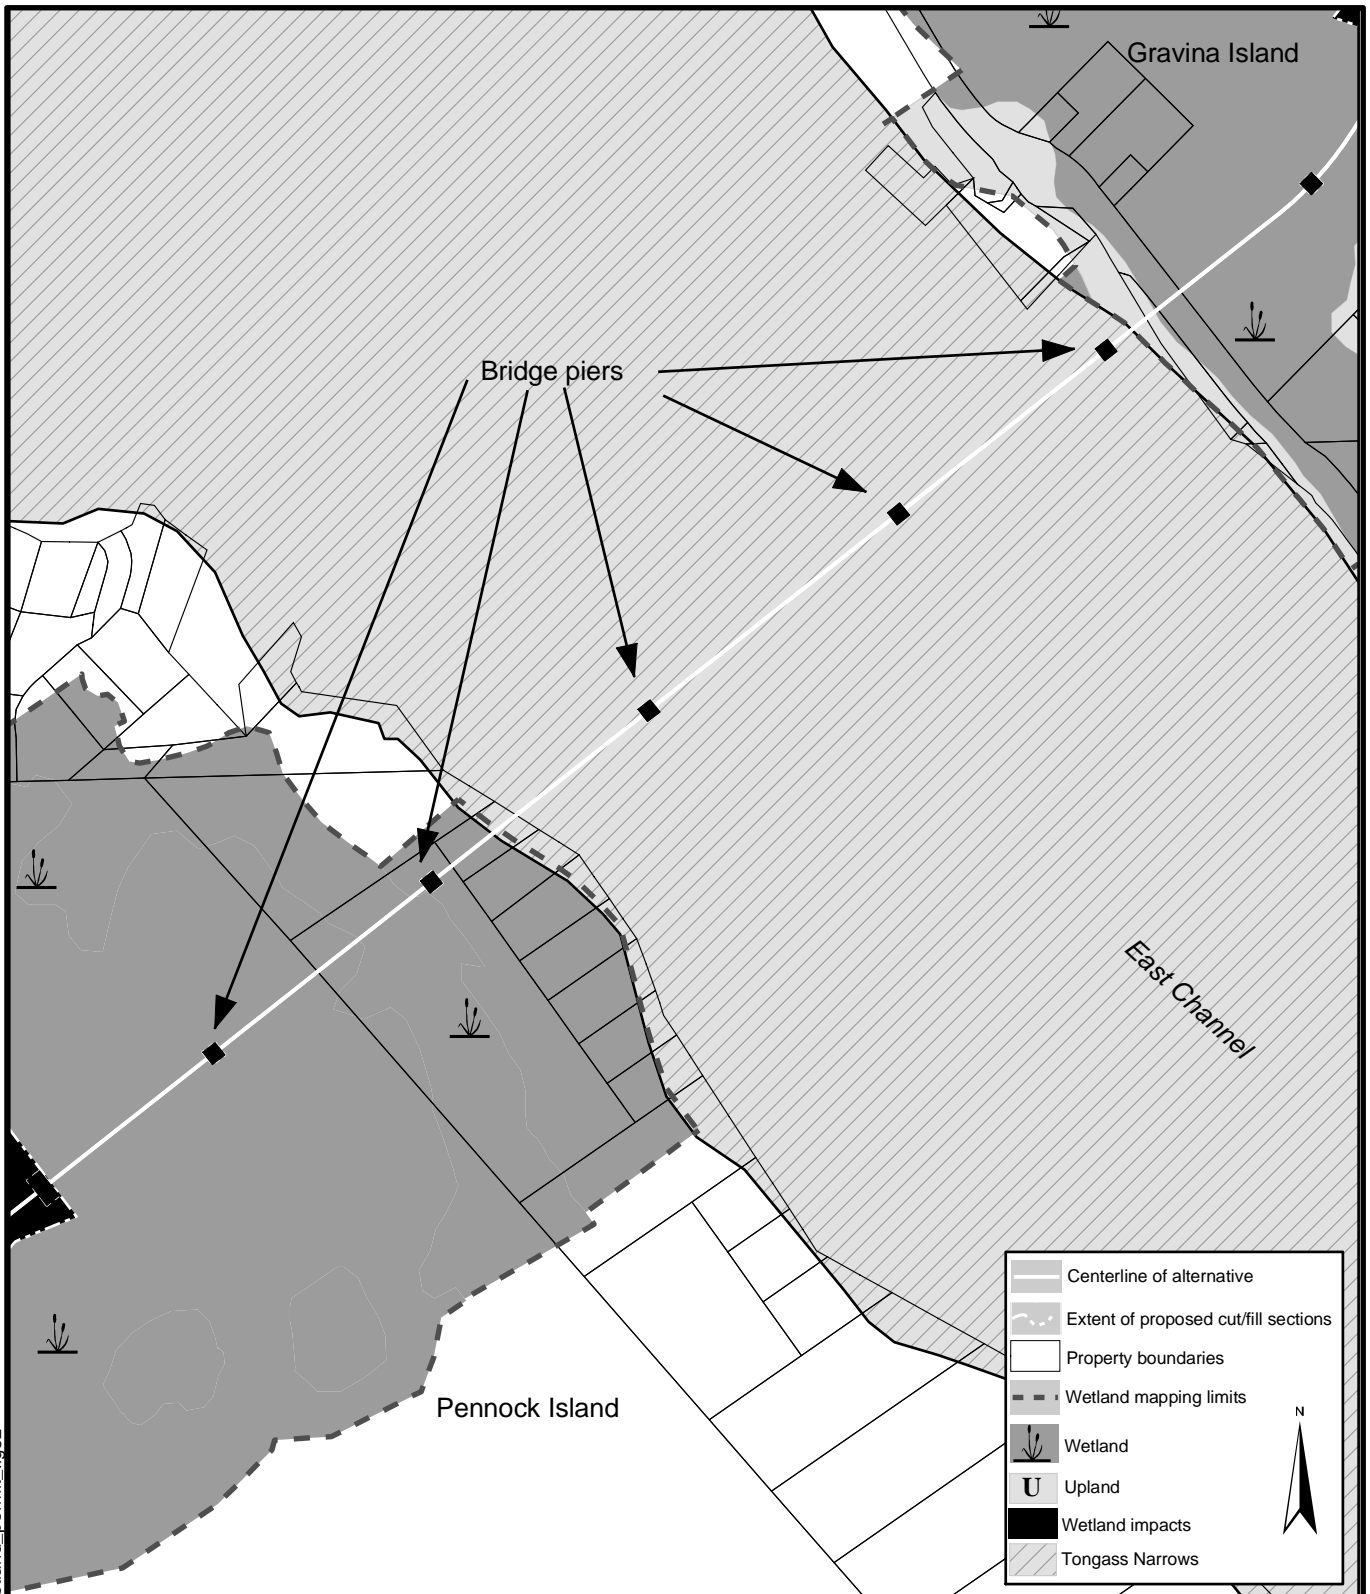 Gravina Island
Bridge piers
East Channel
Pennock Island
Centerline of alternative
Extent of proposed cut/fill sections
Property boundaries
Wetland mapping limits
Wetland
U Upland
Wetland impacts
Tongass Narrows
N